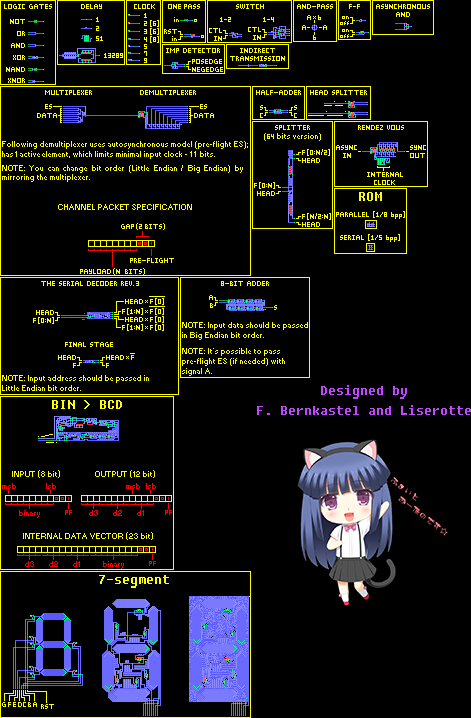 LOGIC GATES
NOT
OR
AND
XOR
NAND
XNOR
DELAY
1
2
51
13209
CLOCK
1
2 [6]
3 [6]
4 [8]
5
7
9
ONE PASS
in
RST
in
SWITCH
1-2
1-4
CTL
IN
CTL
IN
AND-PASS
A×b
A
A
b
F-F
on
off
on
off
ASYNCHRONOUS
AND
IMP DETECTOR
POSEDGE
NEGEDGE
INDIRECT
TRANSMISSION
MULTIPLEXER
DEMULTIPLEXER
ES
DATA
ES
DATA
Following demultiplexer uses autosynchronous model (pre-flight ES);
has 1 active element, which limits minimal input clock - 11 bits.
NOTE: You can change bit order (Little Endian / Big Endian) by
mirroring the multiplexer.
CHANNEL PACKET SPECIFICATION
GAP(2 BITS)
PRE-FLIGHT
PAYLOAD(N BITS)
HALF-ADDER
S
C
S
C
HEAD SPLITTER
SPLITTER
(64 bits version)
F[0:N/2]
HEAD
F[0:N]
HEAD
F[N/2:N]
HEAD
RENDEZ VOUS
ASYNC
IN
SYNC
OUT
INTERNAL
CLOCK
ROM
PARALLEL [1/8 bpp]
SERIAL [1/5 bpp]
THE SERIAL DECODER REV.3
HEAD
F[0:N]
HEAD×F[0]
F[1:N]×F[0]
HEAD×F[0]
F[1:N]×F[0]
FINAL STAGE
HEAD
F
HEAD×F
NOTE: Input address should be passed in
Little Endian bit order.
8-BIT ADDER
A
B
S
NOTE: Input data should be passed
in Big Endian bit order.
NOTE: It's possible to pass
pre-flight ES (if needed) with
signal A.
Designed by
F. Bernkastel and Liserotte
BIN > BCD
INPUT (8 bit)
OUTPUT (12 bit)
msb
lsb
msb
lsb
binary
PF
d3
d2
d1
PF
INTERNAL DATA VECTOR (23 bit)
d3
d2
d1
binary
PF
7-segment
GFEDCBA
RST